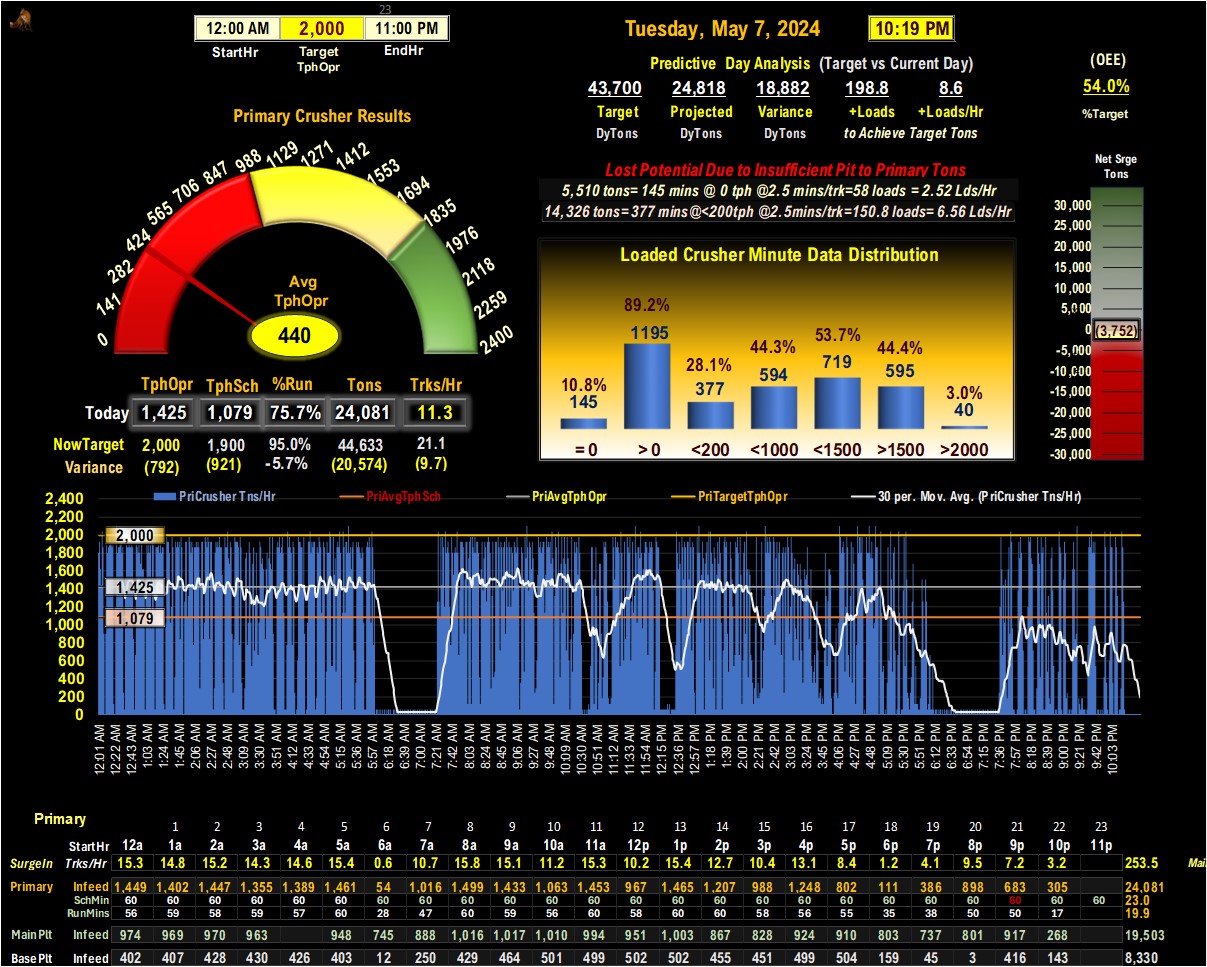 23
12:00 AM 2,000 11:00 PM
StartHr Target TphOpr EndHr
Tuesday, May 7, 2024 10:19 PM
Predictive Day Analysis (Target vs Current Day)
43,700 24,818 18,882 198.8 8.6
Target Projected Variance +Loads +Loads/Hr
DyTons DyTons DyTons to Achieve Target Tons
(OEE)
54.0%
%Target
Primary Crusher Results
0 141 282 424 565 706 847 988 1129 1271 1412 1553 1694 1835 1976 2118 2259 2400
Avg
TphOpr
440
Lost Potential Due to Insufficient Pit to Primary Tons
5,510 tons= 145 mins @ 0 tph @2.5 mins/trk=58 loads = 2.52 Lds/Hr
14,326 tons= 377 mins@<200tph @2.5mins/trk=150.8 loads= 6.56 Lds/Hr
Net Srge
Tons
30,000
25,000
20,000
15,000
10,000
5,000
0 (3,752)
-5,000
-10,000
-15,000
-20,000
-25,000
-30,000
Loaded Crusher Minute Data Distribution
10.8% 89.2% 28.1% 44.3% 53.7% 44.4% 3.0%
145 1195 377 594 719 595 40
= 0 > 0 <200 <1000 <1500 >1500 >2000
TphOpr TphSch %Run Tons Trks/Hr
Today 1,425 1,079 75.7% 24,081 11.3
NowTarget 2,000 1,900 95.0% 44,633 21.1
Variance (792) (921) -5.7% (20,574) (9.7)
PriCrusher Tns/Hr PriAvgTphSch PriAvgTphOpr PriTargetTphOpr 30 per. Mov. Avg. (PriCrusher Tns/Hr)
2,400
2,200
2,000
1,800
1,600
1,400
1,200
1,000
800
600
400
200
0
2,000
1,425
1,079
12:01 AM 12:22 AM 12:43 AM 1:03 AM 1:24 AM 1:45 AM 2:06 AM 2:27 AM 2:48 AM 3:09 AM 3:30 AM 3:51 AM 4:12 AM 4:33 AM 4:54 AM 5:15 AM 5:36 AM 5:57 AM 6:18 AM 6:39 AM 7:00 AM 7:21 AM 7:42 AM 8:03 AM 8:24 AM 8:45 AM 9:06 AM 9:27 AM 9:48 AM 10:09 AM 10:30 AM 10:51 AM 11:12 AM 11:33 AM 11:54 AM 12:15 PM 12:36 PM 12:57 PM 1:18 PM 1:39 PM 2:00 PM 2:21 PM 2:42 PM 3:03 PM 3:24 PM 3:45 PM 4:06 PM 4:27 PM 4:48 PM 5:09 PM 5:30 PM 5:51 PM 6:12 PM 6:33 PM 6:54 PM 7:15 PM 7:36 PM 7:57 PM 8:18 PM 8:39 PM 9:00 PM 9:21 PM 9:42 PM 10:03 PM
Primary
1 2 3 4 5 6 7 8 9 10 11 12 13 14 15 16 17 18 19 20 21 22 23
StartHr 12a 1a 2a 3a 4a 5a 6a 7a 8a 9a 10a 11a 12p 1p 2p 3p 4p 5p 6p 7p 8p 9p 10p 11p
SurgeIn Trks/Hr 15.3 14.8 15.2 14.3 14.6 15.4 0.6 10.7 15.8 15.1 11.2 15.3 10.2 15.4 12.7 10.4 13.1 8.4 1.2 4.1 9.5 7.2 3.2 253.5
Primary Infeed 1,449 1,402 1,447 1,355 1,389 1,461 54 1,016 1,499 1,433 1,063 1,453 967 1,465 1,207 988 1,248 802 111 386 898 683 305 24,081
SchMin 60 60 60 60 60 60 60 60 60 60 60 60 60 60 60 60 60 60 60 60 60 60 60 60 23.0
RunMins 56 59 58 59 57 60 28 47 60 59 56 60 58 60 60 58 56 55 35 38 50 50 17 19.9
MainPlt Infeed 974 969 970 963 948 745 888 1,016 1,017 1,010 994 951 1,003 867 828 924 910 803 737 801 917 268 19,503
BasePlt Infeed 402 407 428 430 426 403 12 250 429 464 501 499 502 502 455 451 499 504 159 45 3 416 143 8,330